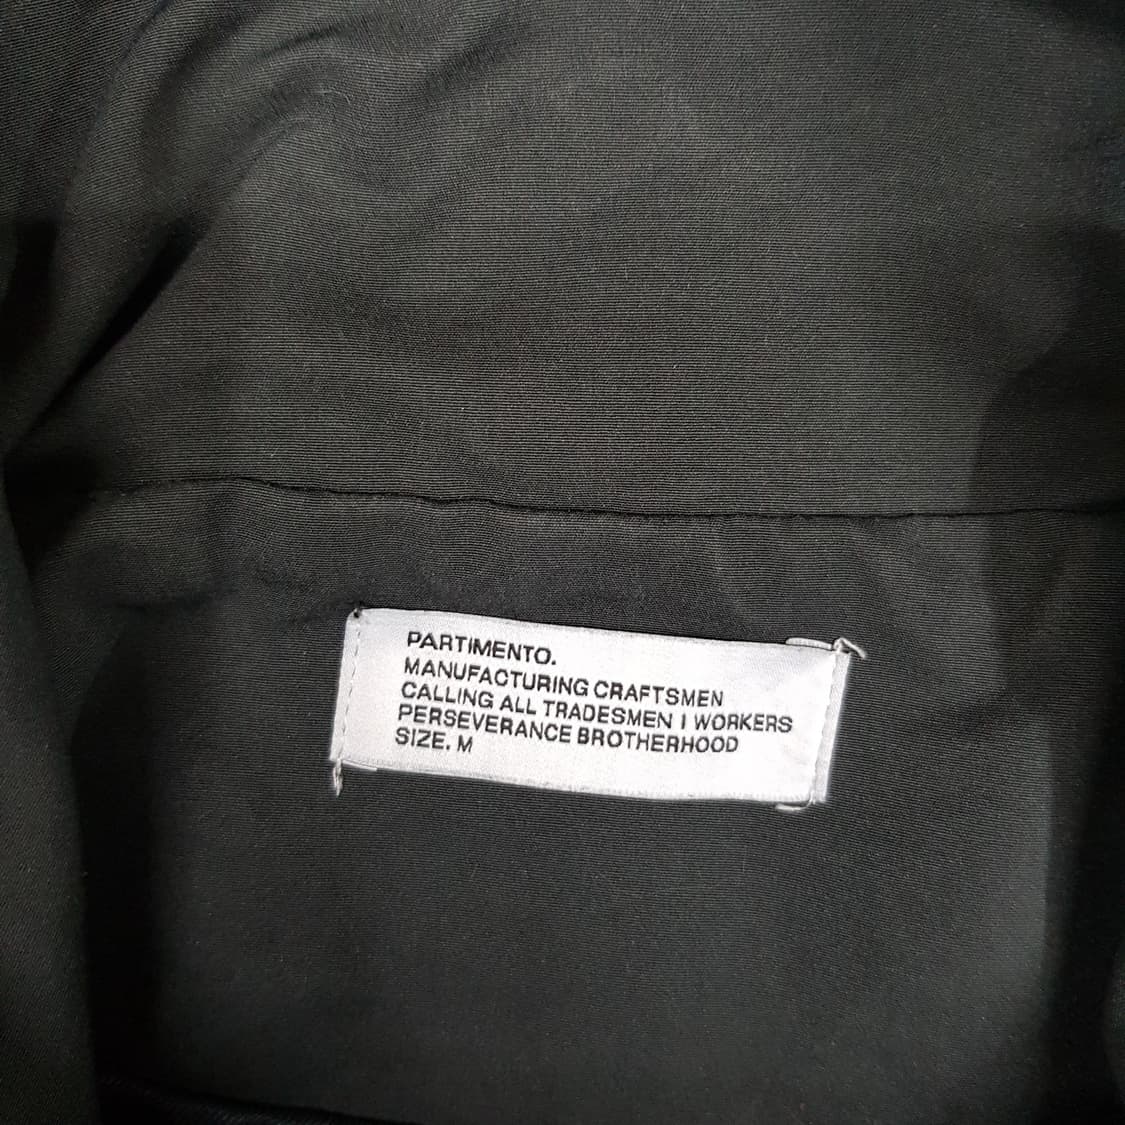 PARTIMENTO.
MANUFACTURING CRAFTSMEN
CALLING ALL TRADESMEN I WORKERS
PERSEVERANCE BROTHERHOOD
SIZE. M